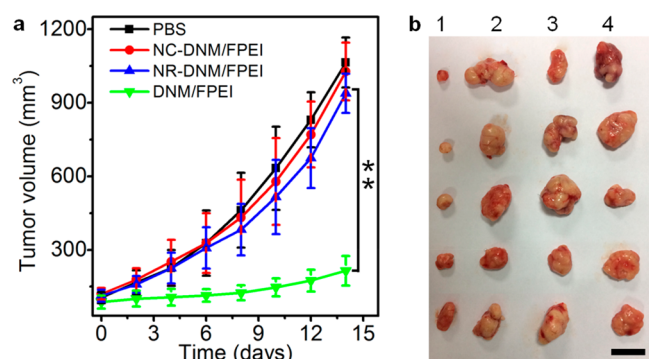 a
PBS
NC-DNM/FPEI
NR-DNM/FPEI
DNM/FPEI
1200
900
600
300
0 3 6 9 12 15
Tumor volume (mm³)
Time (days)
**
b
1 2 3 4